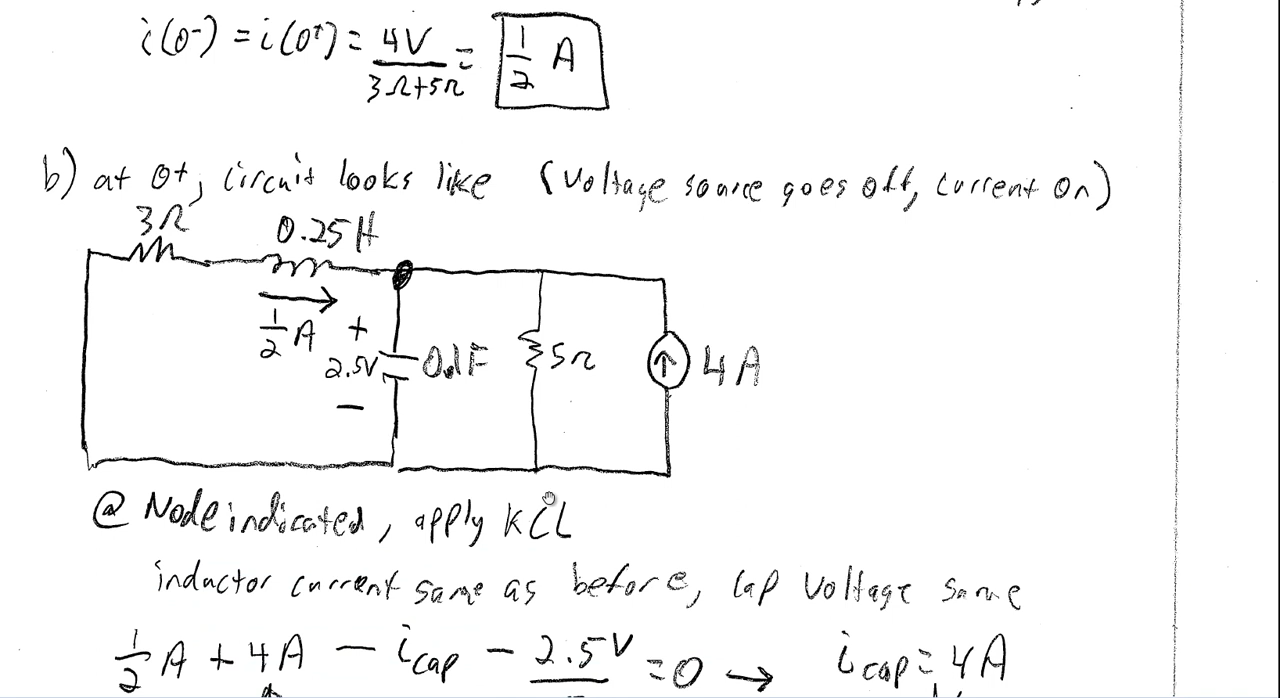 i(0-) = i(0+) = 4V / 3Ω+5Ω = 1/2 A
b) at 0+, circuit looks like (voltage source goes off, current on)
3Ω
0.25H
1/2 A
+
2.5V
-
0.1F
5Ω
4A
@ Node indicated, apply KCL
inductor current same as before, cap voltage same
1/2 A + 4A - icap - 2.5V = 0 → icap = 4A